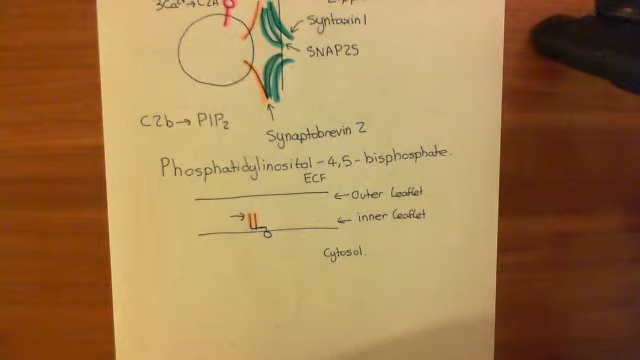 3Ca²⁺→C2A
Syntaxin 1
SNAP25
C2b→PIP₂
Synaptobrevin 2
Phosphatidylinositol-4,5-bisphosphate.
ECF
←Outer Leaflet
←inner Leaflet
Cytosol.